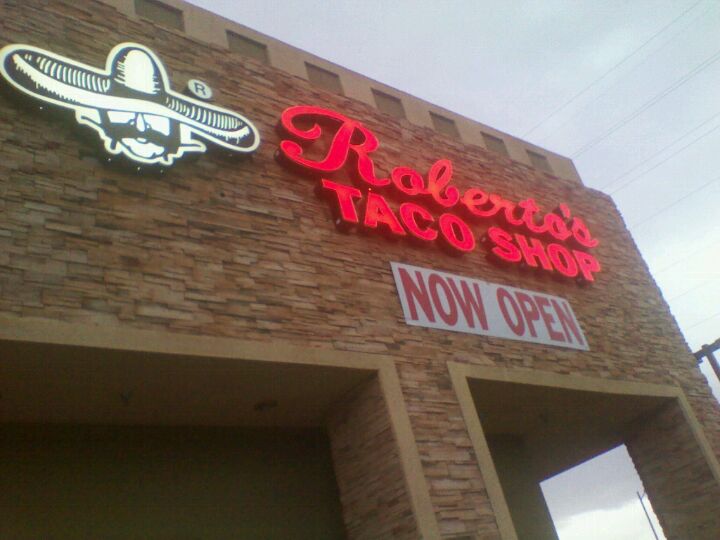 ®
Roberto's
TACO SHOP
NOW OPEN